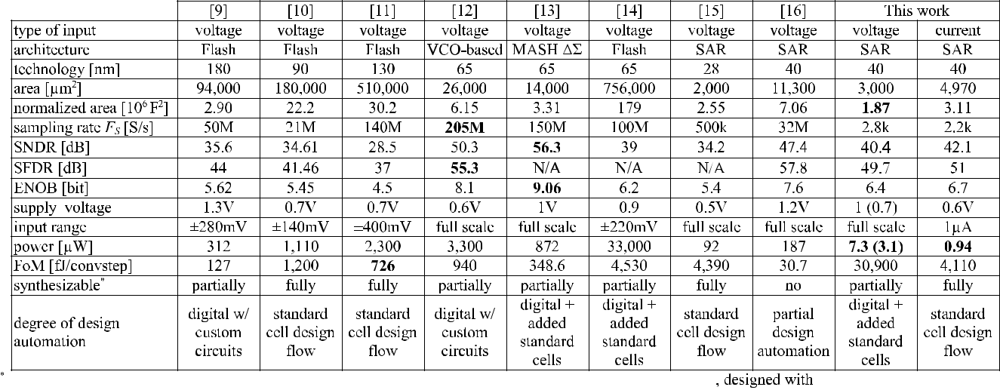 [9] [10] [11] [12] [13] [14] [15] [16] This work
type of input voltage voltage voltage voltage voltage voltage voltage voltage voltage current
architecture Flash Flash Flash VCO-based MASH ΔΣ Flash SAR SAR SAR SAR
technology [nm] 180 90 130 65 65 65 28 40 40 40
area [µm²] 94,000 180,000 510,000 26,000 14,000 756,000 2,000 11,300 3,000 4,970
normalized area [10⁶ F²] 2.90 22.2 30.2 6.15 3.31 179 2.55 7.06 1.87 3.11
sampling rate F_S [S/s] 50M 21M 140M 205M 150M 100M 500k 32M 2.8k 2.2k
SNDR [dB] 35.6 34.61 28.5 50.3 56.3 39 34.2 47.4 40.4 42.1
SFDR [dB] 44 41.46 37 55.3 N/A N/A N/A 57.8 49.7 51
ENOB [bit] 5.62 5.45 4.5 8.1 9.06 6.2 5.4 7.6 6.4 6.7
supply voltage 1.3V 0.7V 0.7V 0.6V 1V 0.9 0.5V 1.2V 1 (0.7) 0.6V
input range ±280mV ±140mV ±400mV full scale full scale ±220mV full scale full scale full scale 1µA
power [µW] 312 1,110 2,300 3,300 872 33,000 92 187 7.3 (3.1) 0.94
FoM [fJ/convstep] 127 1,200 726 940 348.6 4,530 4,390 30.7 30,900 4,110
synthesizable* partially fully fully partially partially partially fully no partially fully
degree of design automation digital w/ custom circuits standard cell design flow standard cell design flow digital w/ custom circuits digital + added standard cells digital + added standard cells standard cell design flow partial design automation digital + added standard cells standard cell design flow
* , designed with